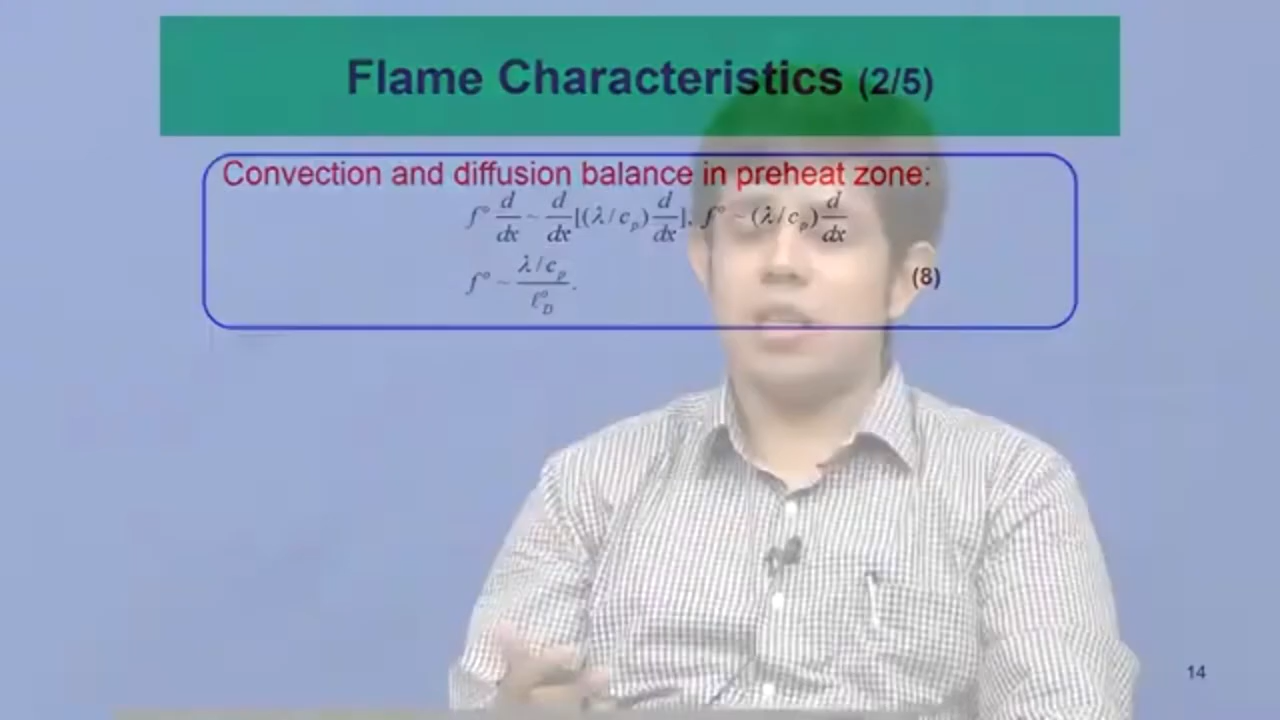 Flame Characteristics (2/5)
Convection and diffusion balance in preheat zone:
f° d/dx ~ d/dx[(λ/c_p) d/dx], f° ~ (λ/c_p) d/dx
f° ~ (λ/c_p)/ℓ°_D. (8)
14